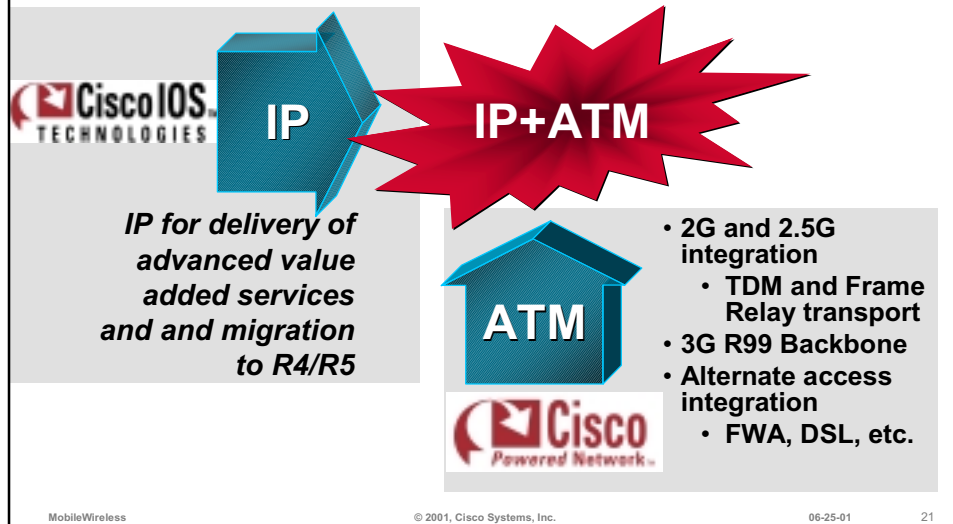 Cisco IOS™
TECHNOLOGIES
IP
IP+ATM
IP for delivery of
advanced value
added services
and and migration
to R4/R5
ATM
• 2G and 2.5G
integration
• TDM and Frame
Relay transport
• 3G R99 Backbone
• Alternate access
integration
• FWA, DSL, etc.
Cisco
Powered Network™
MobileWireless
© 2001, Cisco Systems, Inc.
06-25-01
21